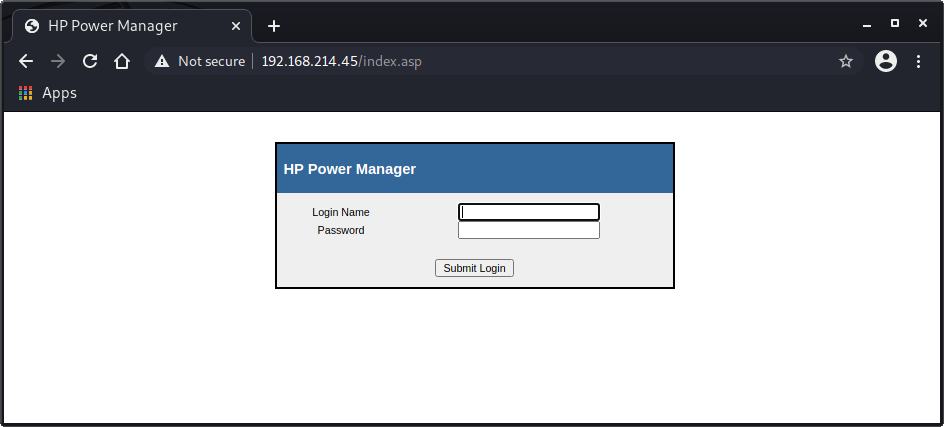 HP Power Manager
Not secure 192.168.214.45/index.asp
Apps
HP Power Manager
Login Name
Password
Submit Login